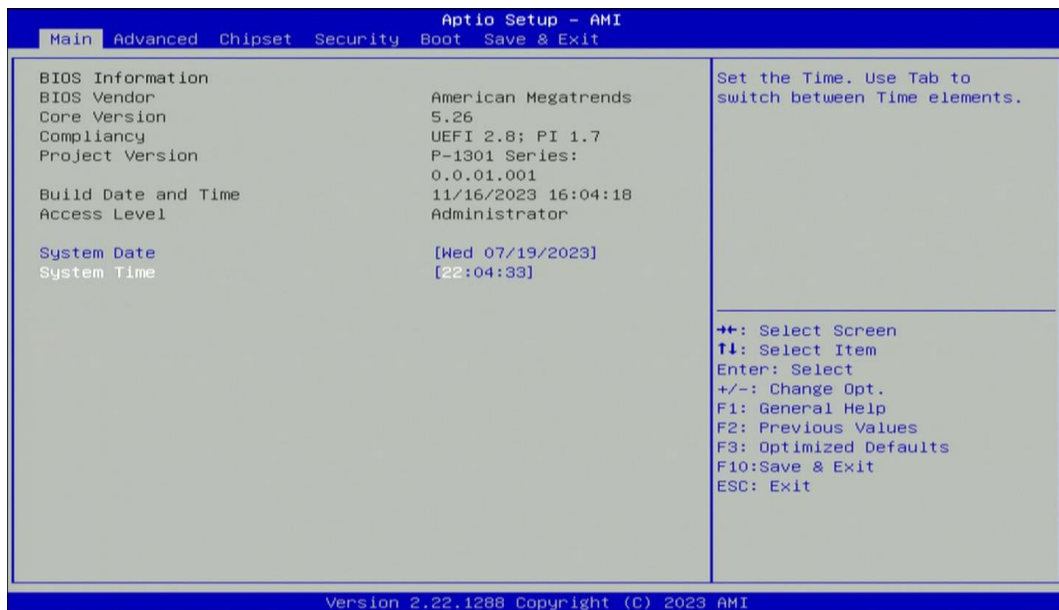 Aptio Setup – AMI
Main Advanced Chipset Security Boot Save & Exit
BIOS Information
BIOS Vendor American Megatrends
Core Version 5.26
Compliancy UEFI 2.8; PI 1.7
Project Version P-1301 Series:
0.0.01.001
Build Date and Time 11/16/2023 16:04:18
Access Level Administrator
System Date [Wed 07/19/2023]
System Time [22:04:33]
Set the Time. Use Tab to
switch between Time elements.
→←: Select Screen
↑↓: Select Item
Enter: Select
+/-: Change Opt.
F1: General Help
F2: Previous Values
F3: Optimized Defaults
F10:Save & Exit
ESC: Exit
Version 2.22.1288 Copyright (C) 2023 AMI